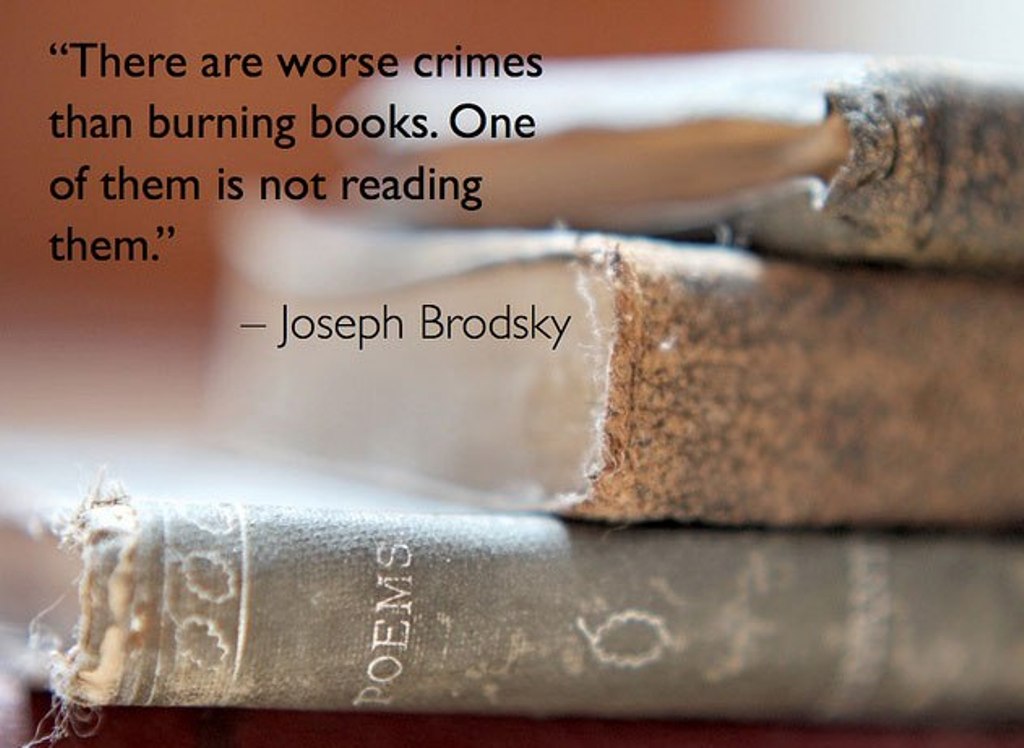 “There are worse crimes
than burning books. One
of them is not reading
them.”
– Joseph Brodsky
POEMS